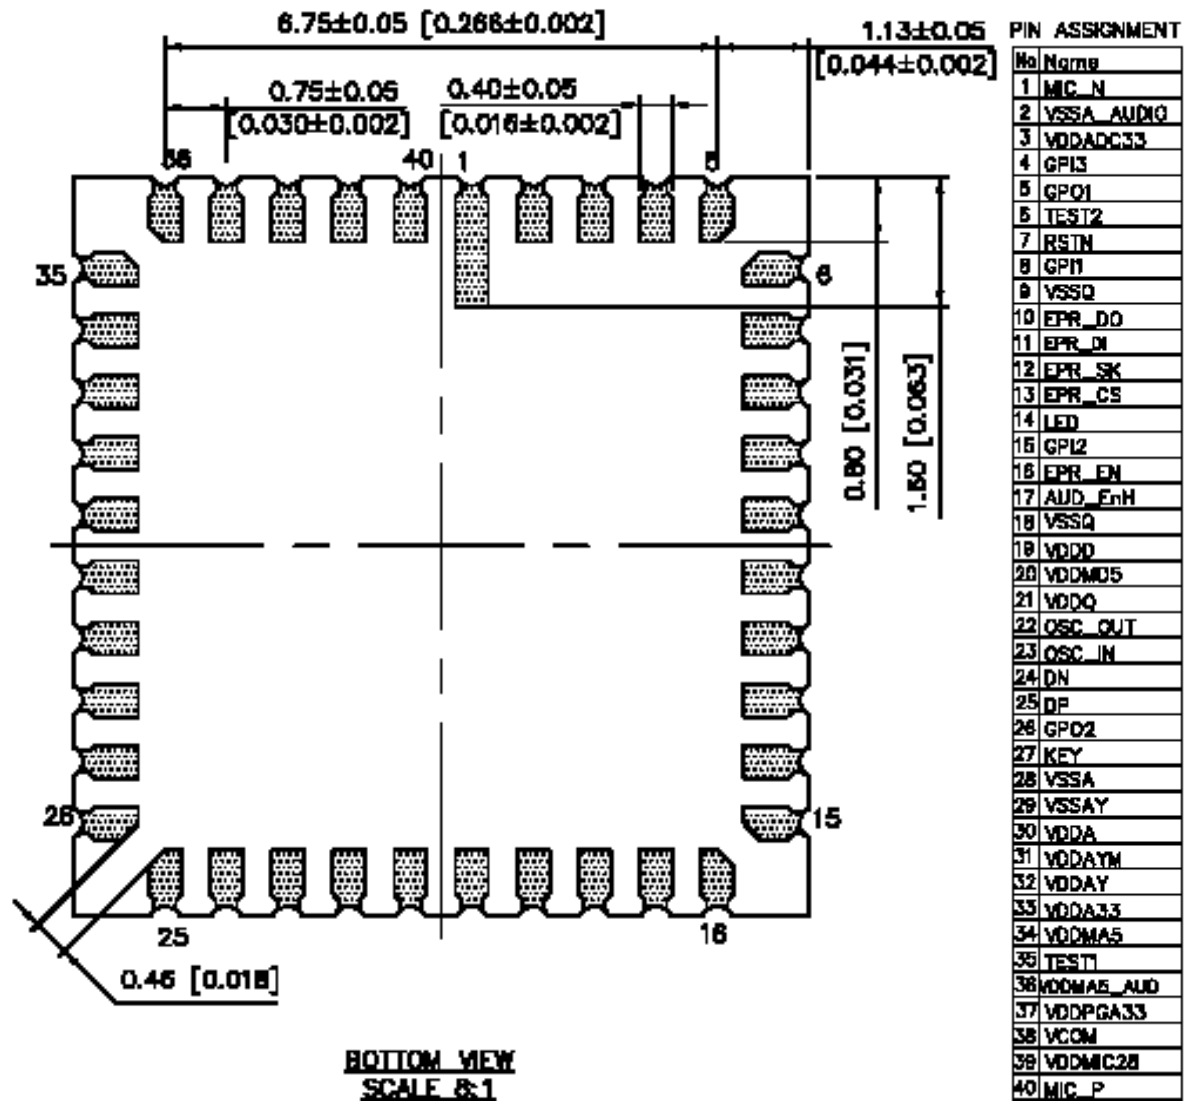 6.75±0.05 [0.266±0.002]
1.13±0.05
[0.044±0.002]
0.75±0.05
[0.030±0.002]
0.40±0.05
[0.016±0.002]
36
40
1
5
35
6
0.80 [0.031]
1.60 [0.063]
26
15
25
16
0.46 [0.018]
BOTTOM VIEW
SCALE 8:1
PIN ASSIGNMENT
No Name
1 MIC_N
2 VSSA_AUDIO
3 VDDADC33
4 GPI3
5 GPO1
6 TEST2
7 RSTN
8 GPI1
9 VSSQ
10 EPR_DO
11 EPR_DI
12 EPR_SK
13 EPR_CS
14 LED
15 GPI2
16 EPR_EN
17 AUD_EnH
18 VSSQ
19 VDDD
20 VDDMD5
21 VDDQ
22 OSC_OUT
23 OSC_IN
24 DN
25 DP
26 GPO2
27 KEY
28 VSSA
29 VSSAY
30 VDDA
31 VDDAYM
32 VDDAY
33 VDDA33
34 VDDMA5
35 TEST1
36 VDDMA5_AUD
37 VDDPGA33
38 VCOM
39 VDDMIC28
40 MIC_P